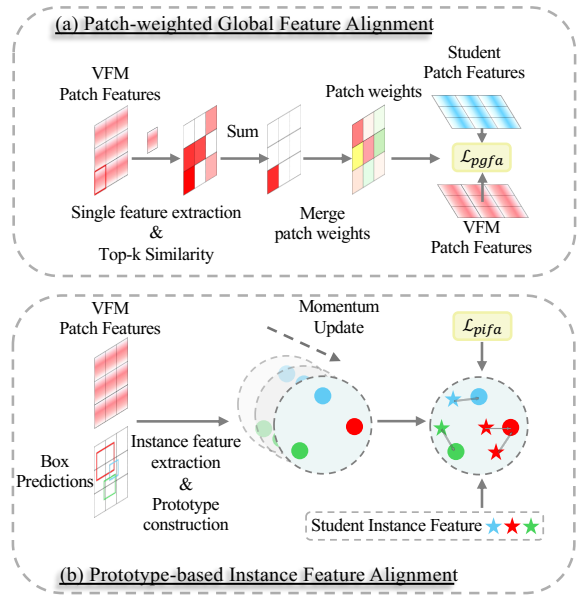 (a) Patch-weighted Global Feature Alignment
VFM
Patch Features
Sum
Patch weights
Student
Patch Features
ℒpgfa
Single feature extraction
&
Top-k Similarity
Merge
patch weights
VFM
Patch Features
VFM
Patch Features
Momentum
Update
ℒpifa
Box
Predictions
Instance feature
extraction
&
Prototype
construction
Student Instance Feature
(b) Prototype-based Instance Feature Alignment